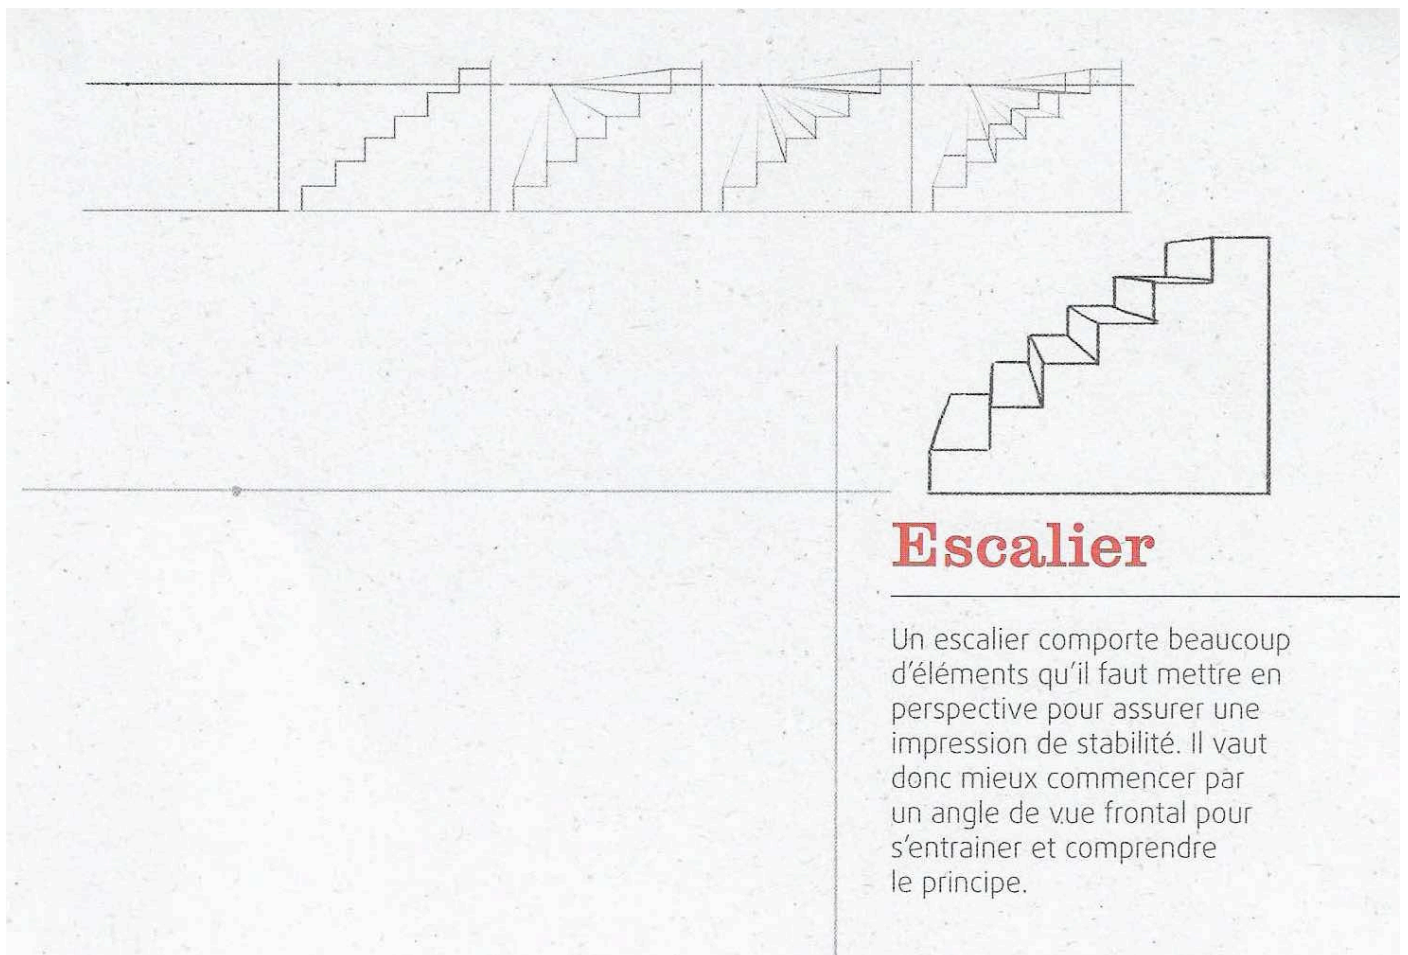 Escalier
Un escalier comporte beaucoup
d'éléments qu'il faut mettre en
perspective pour assurer une
impression de stabilité. Il vaut
donc mieux commencer par
un angle de vue frontal pour
s'entrainer et comprendre
le principe.